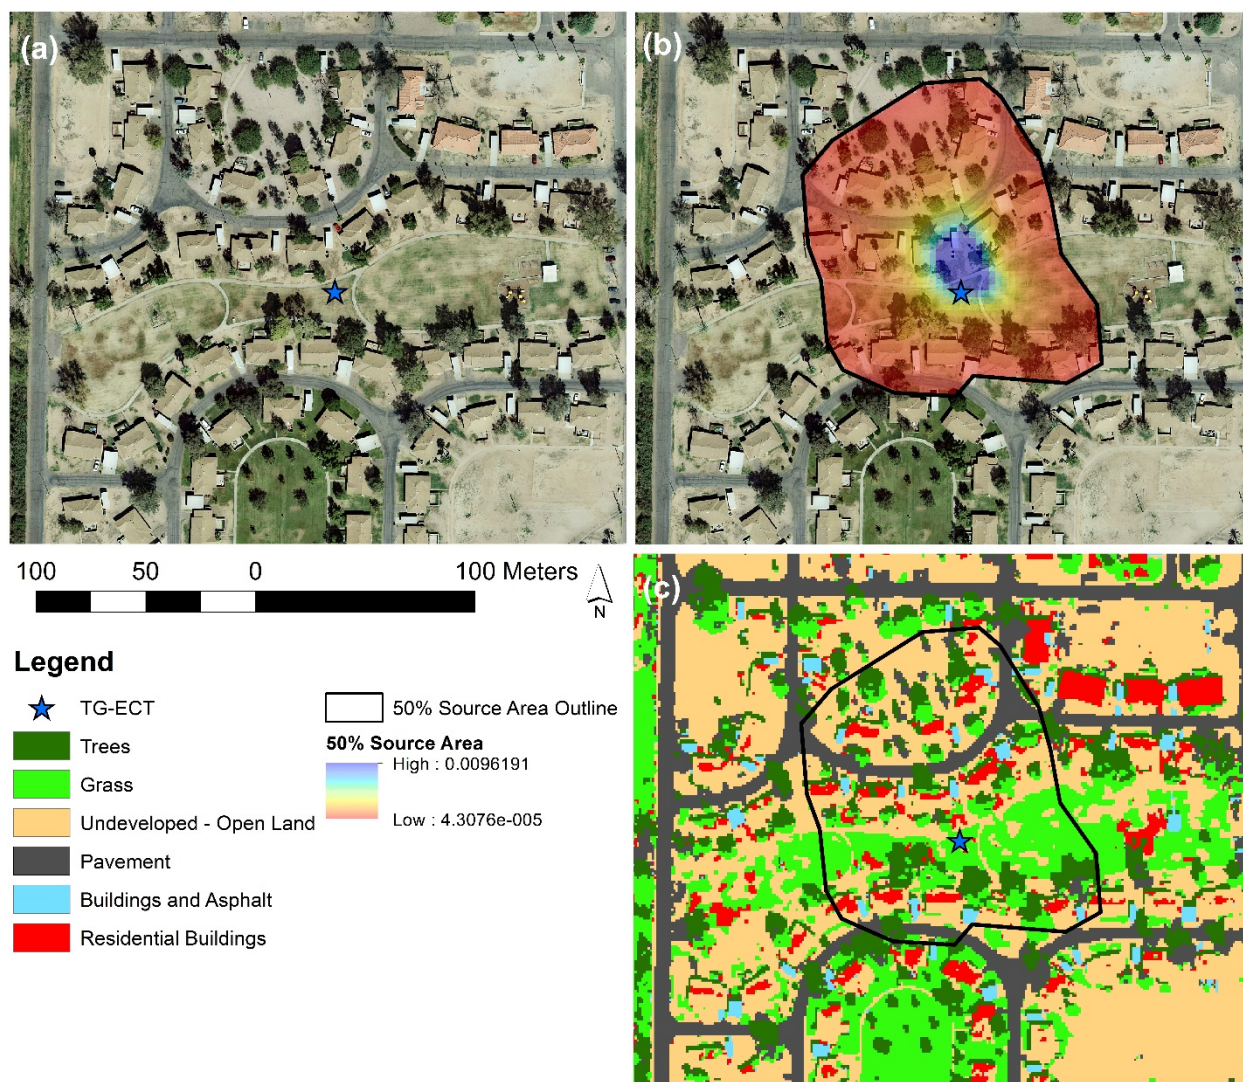 (a)
(b)
100 50 0 100 Meters
N
(c)
Legend
TG-ECT
Trees
Grass
Undeveloped - Open Land
Pavement
Buildings and Asphalt
Residential Buildings
50% Source Area Outline
50% Source Area
High : 0.0096191
Low : 4.3076e-005